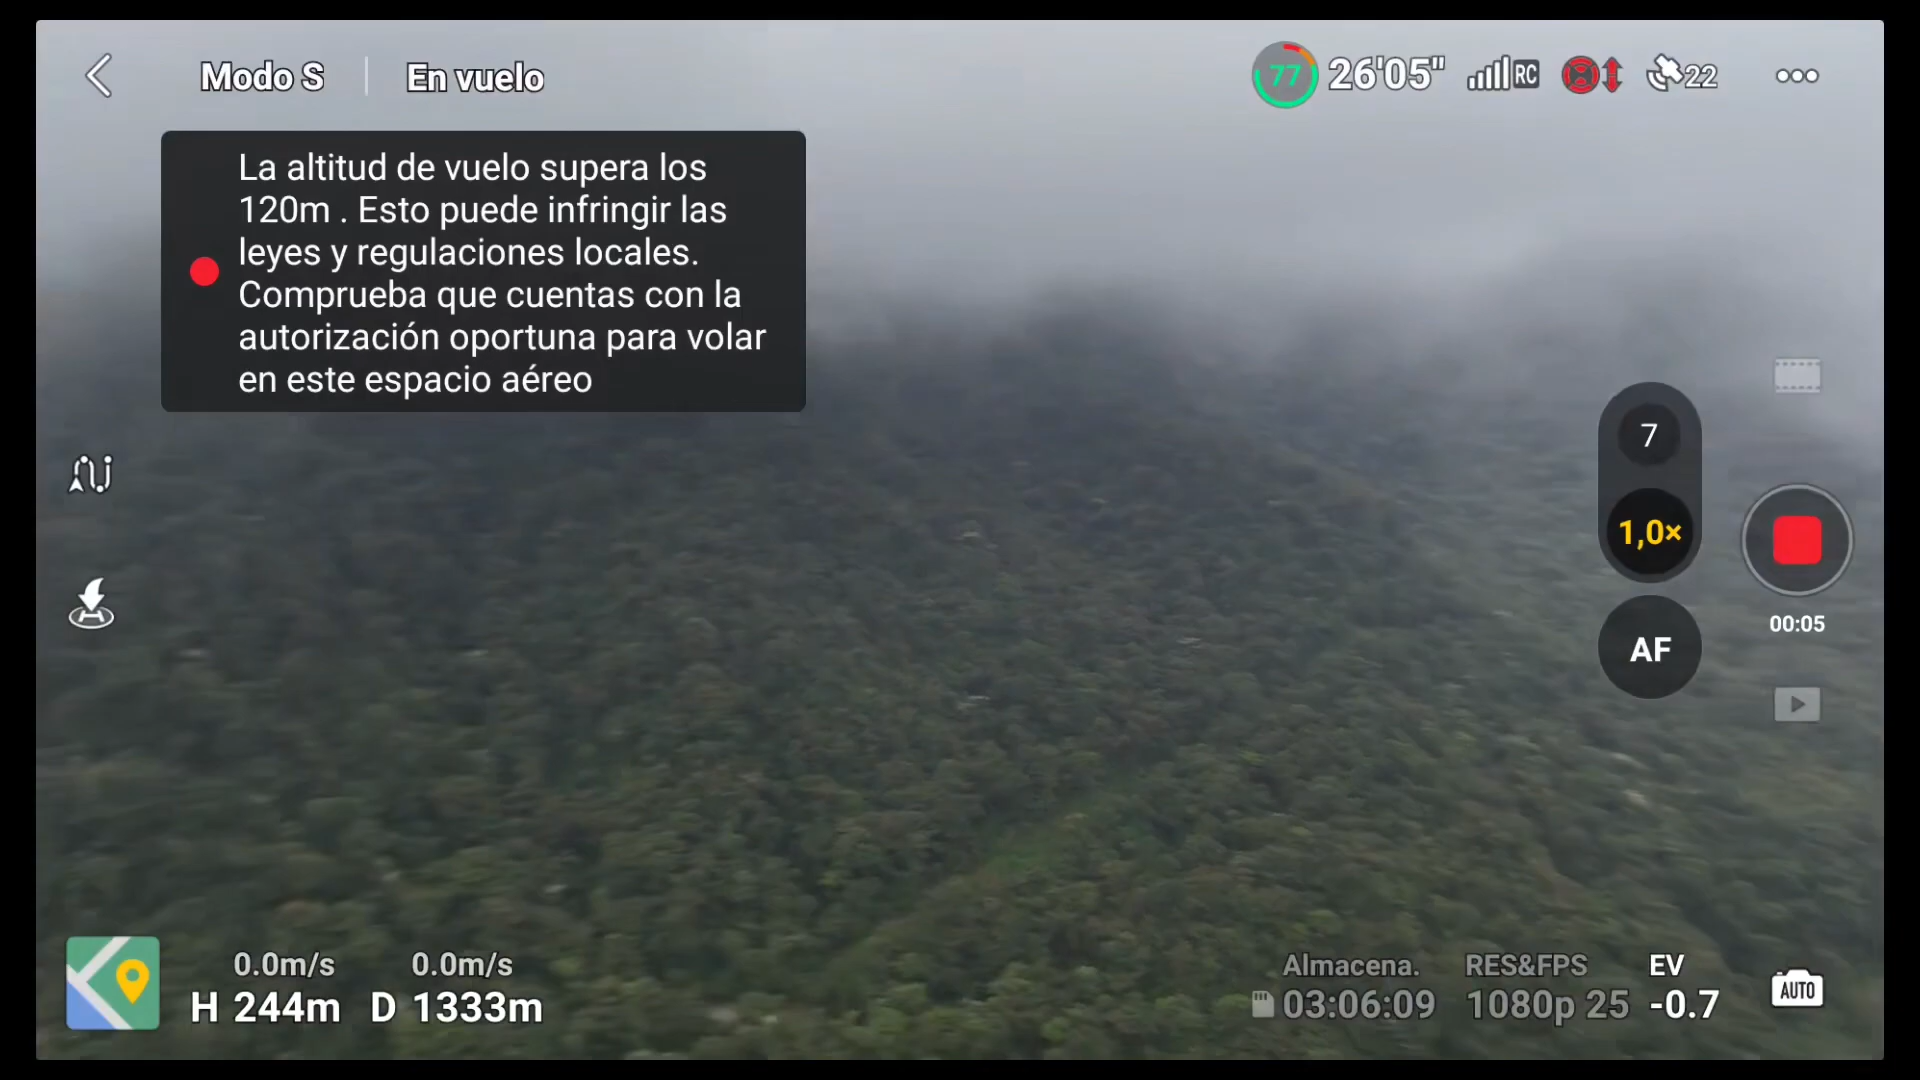 Modo S
En vuelo
77
26'05"
RC
22
La altitud de vuelo supera los
120m . Esto puede infringir las
leyes y regulaciones locales.
Comprueba que cuentas con la
autorización oportuna para volar
en este espacio aéreo
7
1,0×
AF
00:05
0.0m/s
0.0m/s
H 244m
D 1333m
Almacena.
03:06:09
RES&FPS
1080p 25
EV
-0.7
AUTO